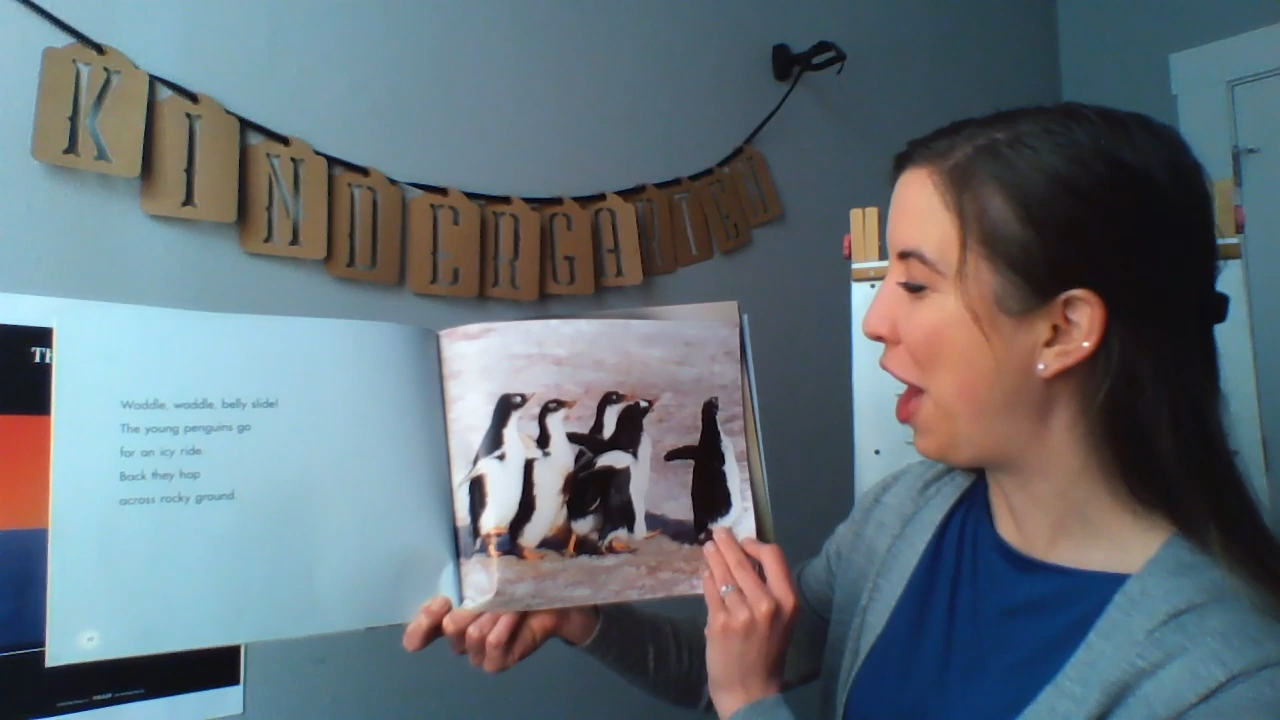 KINDERGARTEN
TH
Waddle, waddle, belly slide!
The young penguins go
for an icy ride.
Back they hop
across rocky ground.